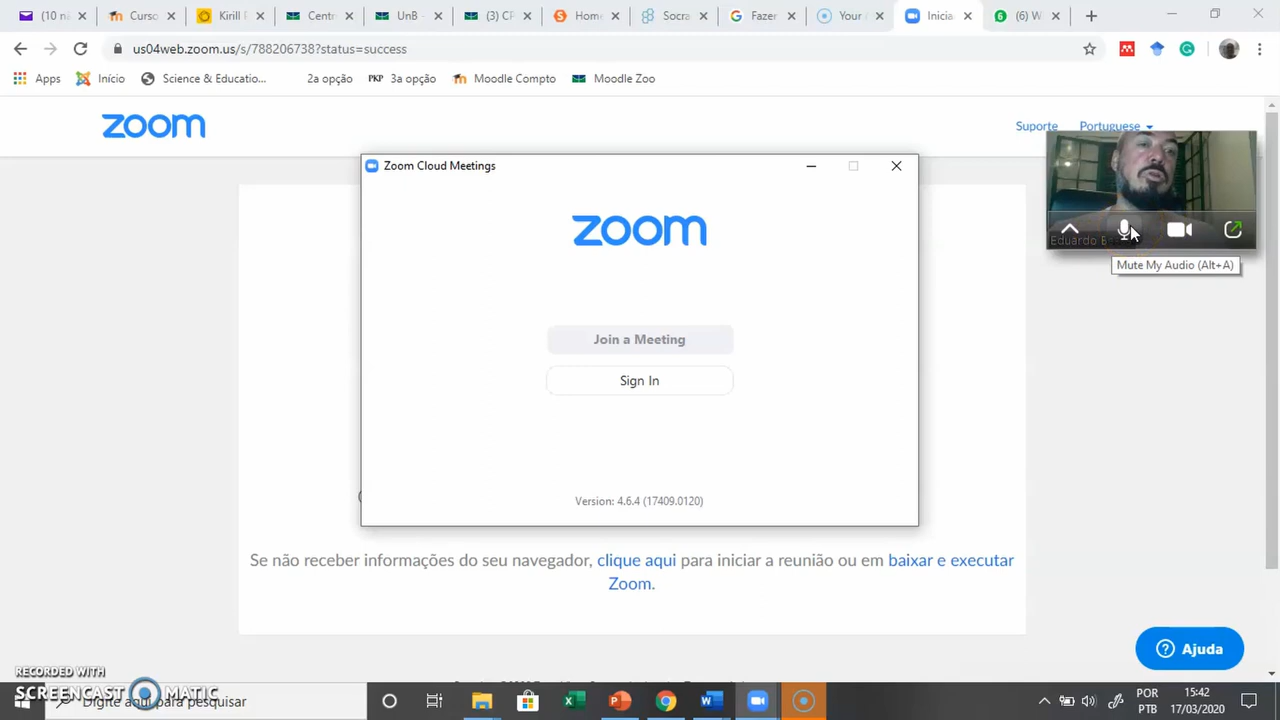 (10 nã
Curso
Kirill F
Centr
UnB -
(3) CF
Home
Socra
Fazer
Your A
Inicia
(6) W
us04web.zoom.us/s/788206738?status=success
Apps
Início
Science & Educatio...
2a opção
PKP 3a opção
Moodle Compto
Moodle Zoo
zoom
Suporte
Portuguese
Zoom Cloud Meetings
zoom
Eduardo B
Mute My Audio (Alt+A)
Join a Meeting
Sign In
Version: 4.6.4 (17409.0120)
Se não receber informações do seu navegador, clique aqui para iniciar a reunião ou em baixar e executar
Zoom.
Ajuda
RECORDED WITH
SCREENCAST MATIC
Digite aqui para pesquisar
POR
PTB
15:42
17/03/2020